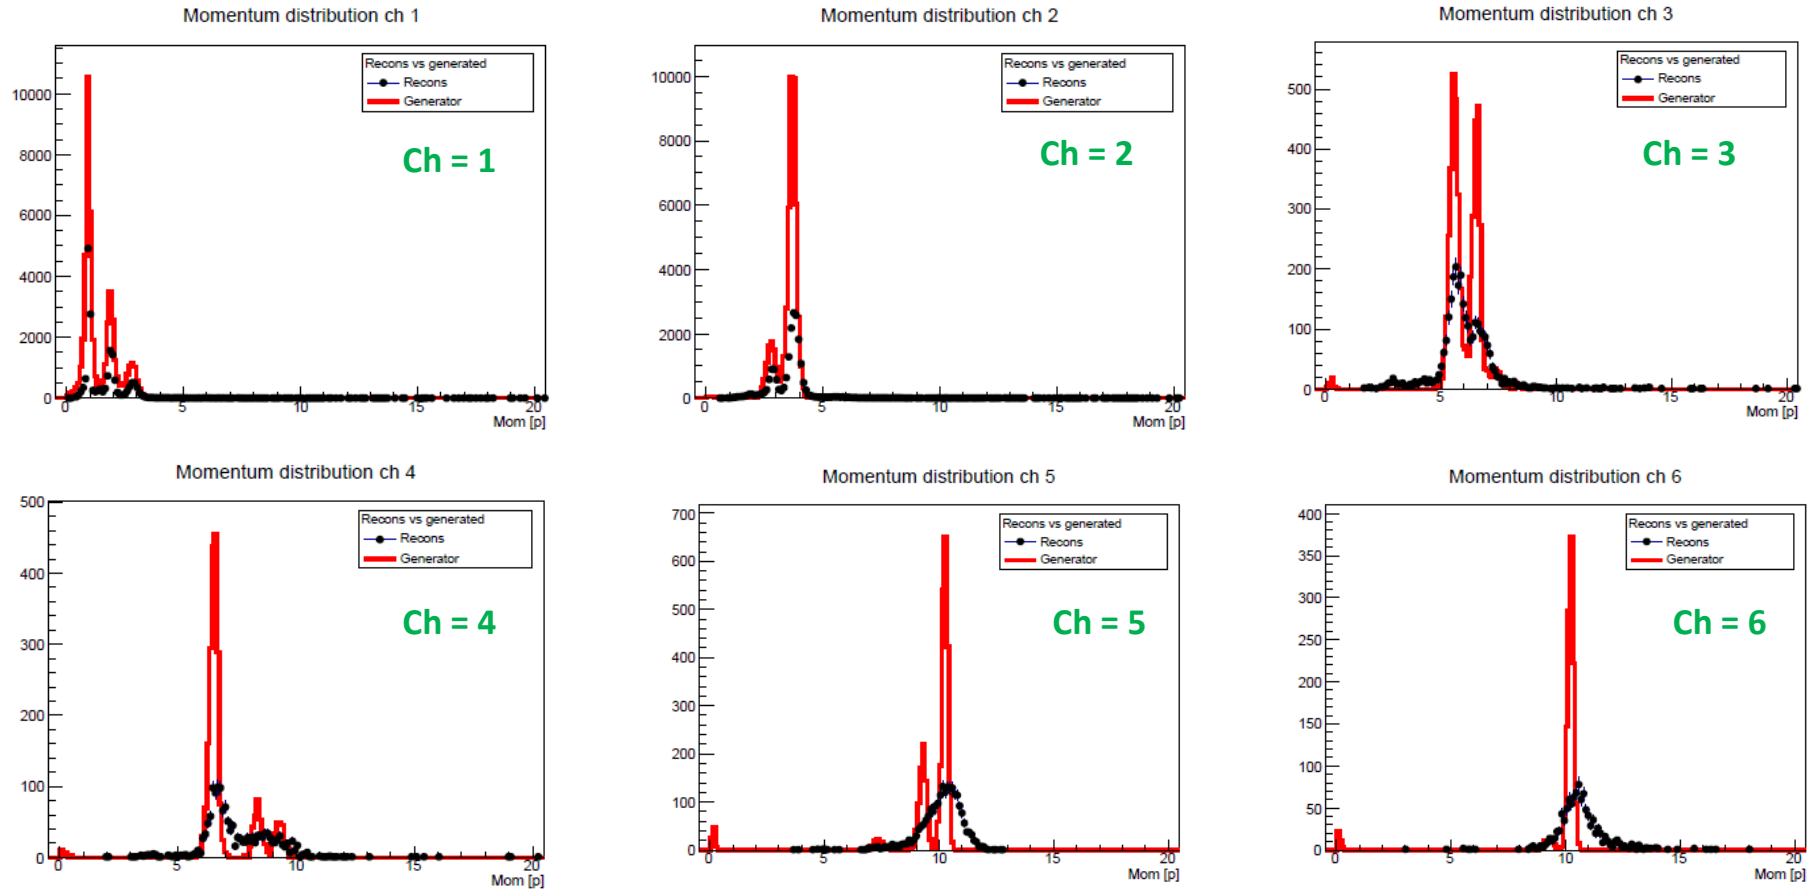 Momentum distribution ch 1
Recons vs generated
Recons
Generator
Ch = 1
10000
8000
6000
4000
2000
0
0 5 10 15 20
Mom [p]
Momentum distribution ch 2
Recons vs generated
Recons
Generator
Ch = 2
10000
8000
6000
4000
2000
0
0 5 10 15 20
Mom [p]
Momentum distribution ch 3
Recons vs generated
Recons
Generator
Ch = 3
500
400
300
200
100
0
0 5 10 15 20
Mom [p]
Momentum distribution ch 4
Recons vs generated
Recons
Generator
Ch = 4
500
400
300
200
100
0
0 5 10 15 20
Mom [p]
Momentum distribution ch 5
Recons vs generated
Recons
Generator
Ch = 5
700
600
500
400
300
200
100
0
0 5 10 15 20
Mom [p]
Momentum distribution ch 6
Recons vs generated
Recons
Generator
Ch = 6
400
350
300
250
200
150
100
50
0
0 5 10 15 20
Mom [p]